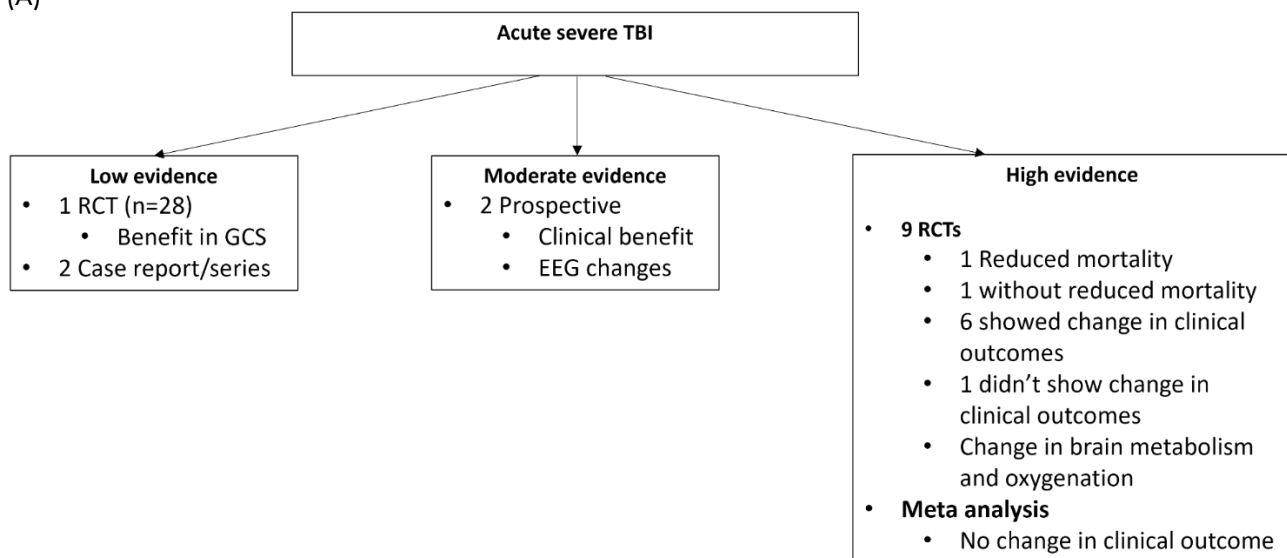 (A)
Acute severe TBI
Low evidence
• 1 RCT (n=28)
• Benefit in GCS
• 2 Case report/series
Moderate evidence
• 2 Prospective
• Clinical benefit
• EEG changes
High evidence
• 9 RCTs
• 1 Reduced mortality
• 1 without reduced mortality
• 6 showed change in clinical
outcomes
• 1 didn't show change in
clinical outcomes
• Change in brain metabolism
and oxygenation
• Meta analysis
• No change in clinical outcome